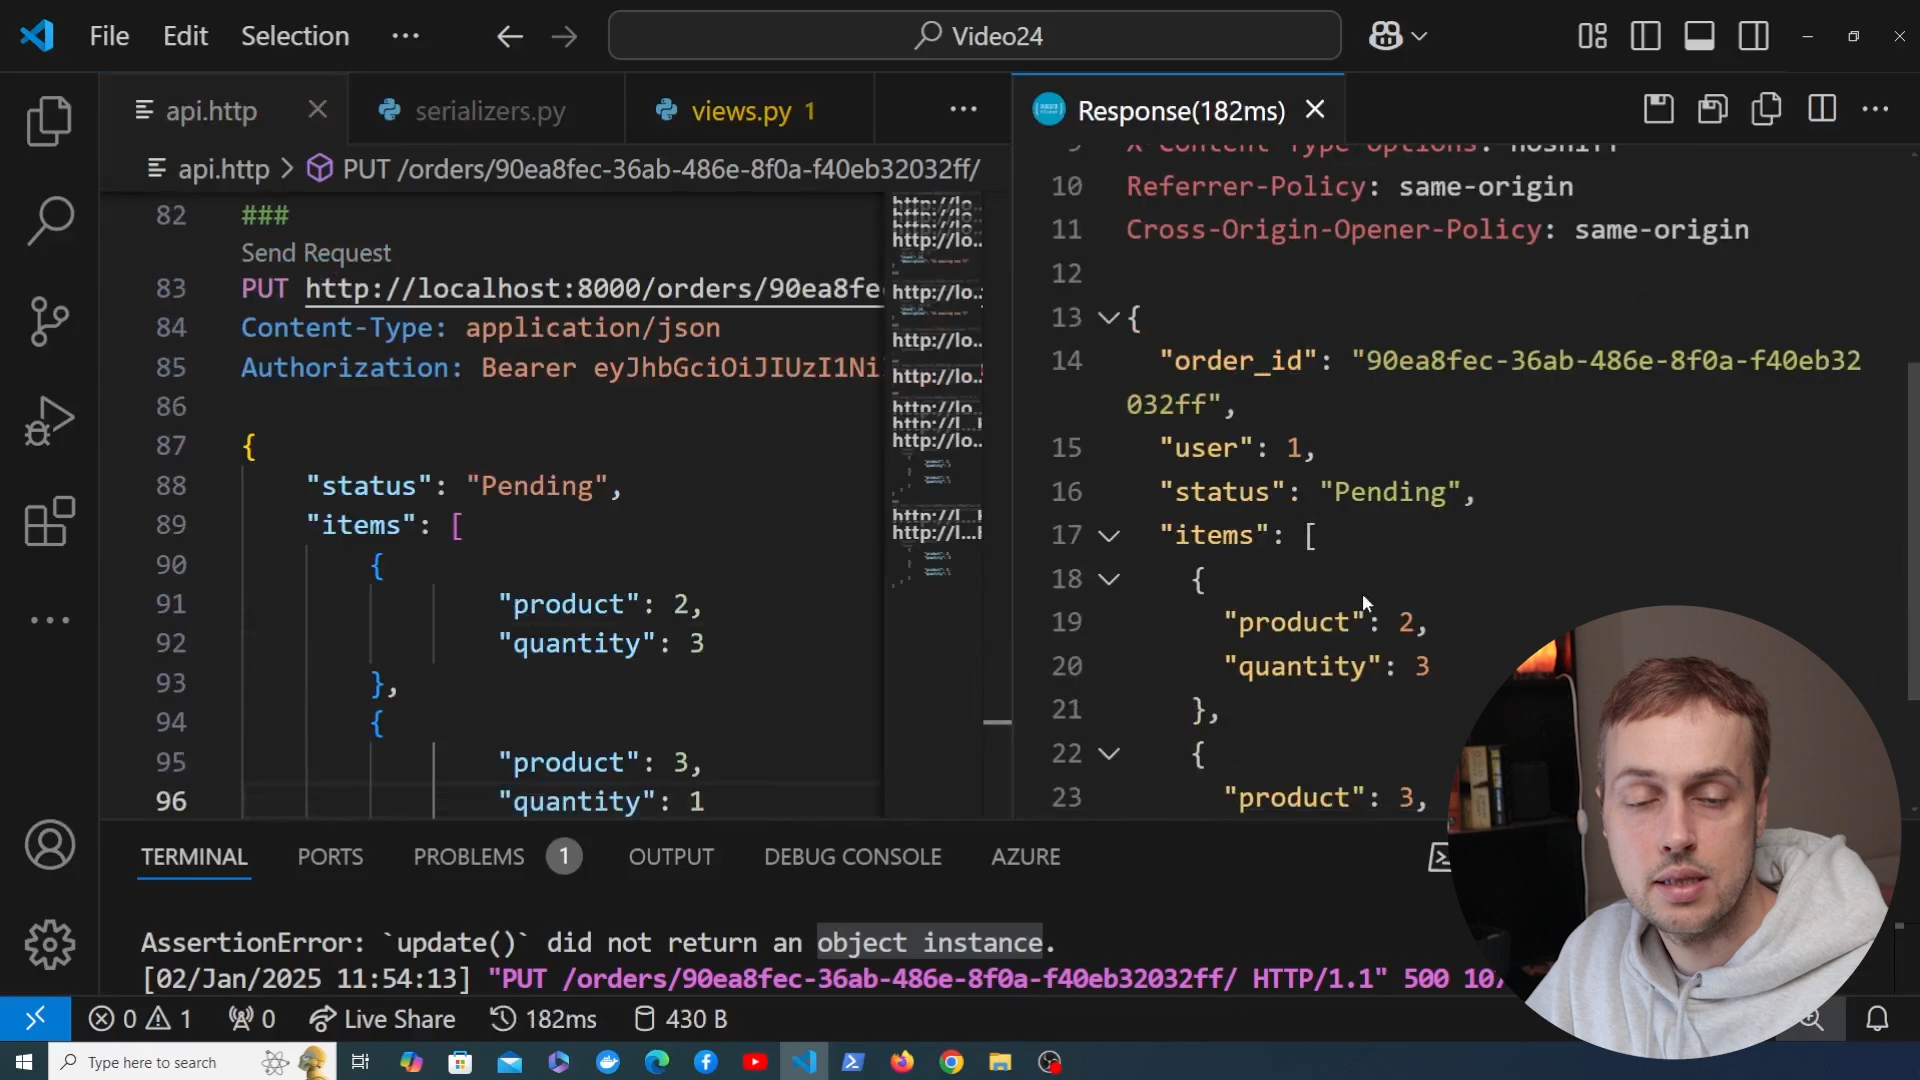 File Edit Selection ··· Video24
api.http serializers.py views.py 1 ··· Response(182ms)
api.http > PUT /orders/90ea8fec-36ab-486e-8f0a-f40eb32032ff/
82 ###
Send Request
83 PUT http://localhost:8000/orders/90ea8fe
84 Content-Type: application/json
85 Authorization: Bearer eyJhbGciOiJIUzI1Ni
86
87 {
88 "status": "Pending",
89 "items": [
90 {
91 "product": 2,
92 "quantity": 3
93 },
94 {
95 "product": 3,
96 "quantity": 1
9 X-Content-Type-Options: nosniff
10 Referrer-Policy: same-origin
11 Cross-Origin-Opener-Policy: same-origin
12
13 {
14 "order_id": "90ea8fec-36ab-486e-8f0a-f40eb32
032ff",
15 "user": 1,
16 "status": "Pending",
17 "items": [
18 {
19 "product": 2,
20 "quantity": 3
21 },
22 {
23 "product": 3,
TERMINAL PORTS PROBLEMS 1 OUTPUT DEBUG CONSOLE AZURE
AssertionError: `update()` did not return an object instance.
[02/Jan/2025 11:54:13] "PUT /orders/90ea8fec-36ab-486e-8f0a-f40eb32032ff/ HTTP/1.1" 500 10
0 1 0 Live Share 182ms 430 B
Type here to search